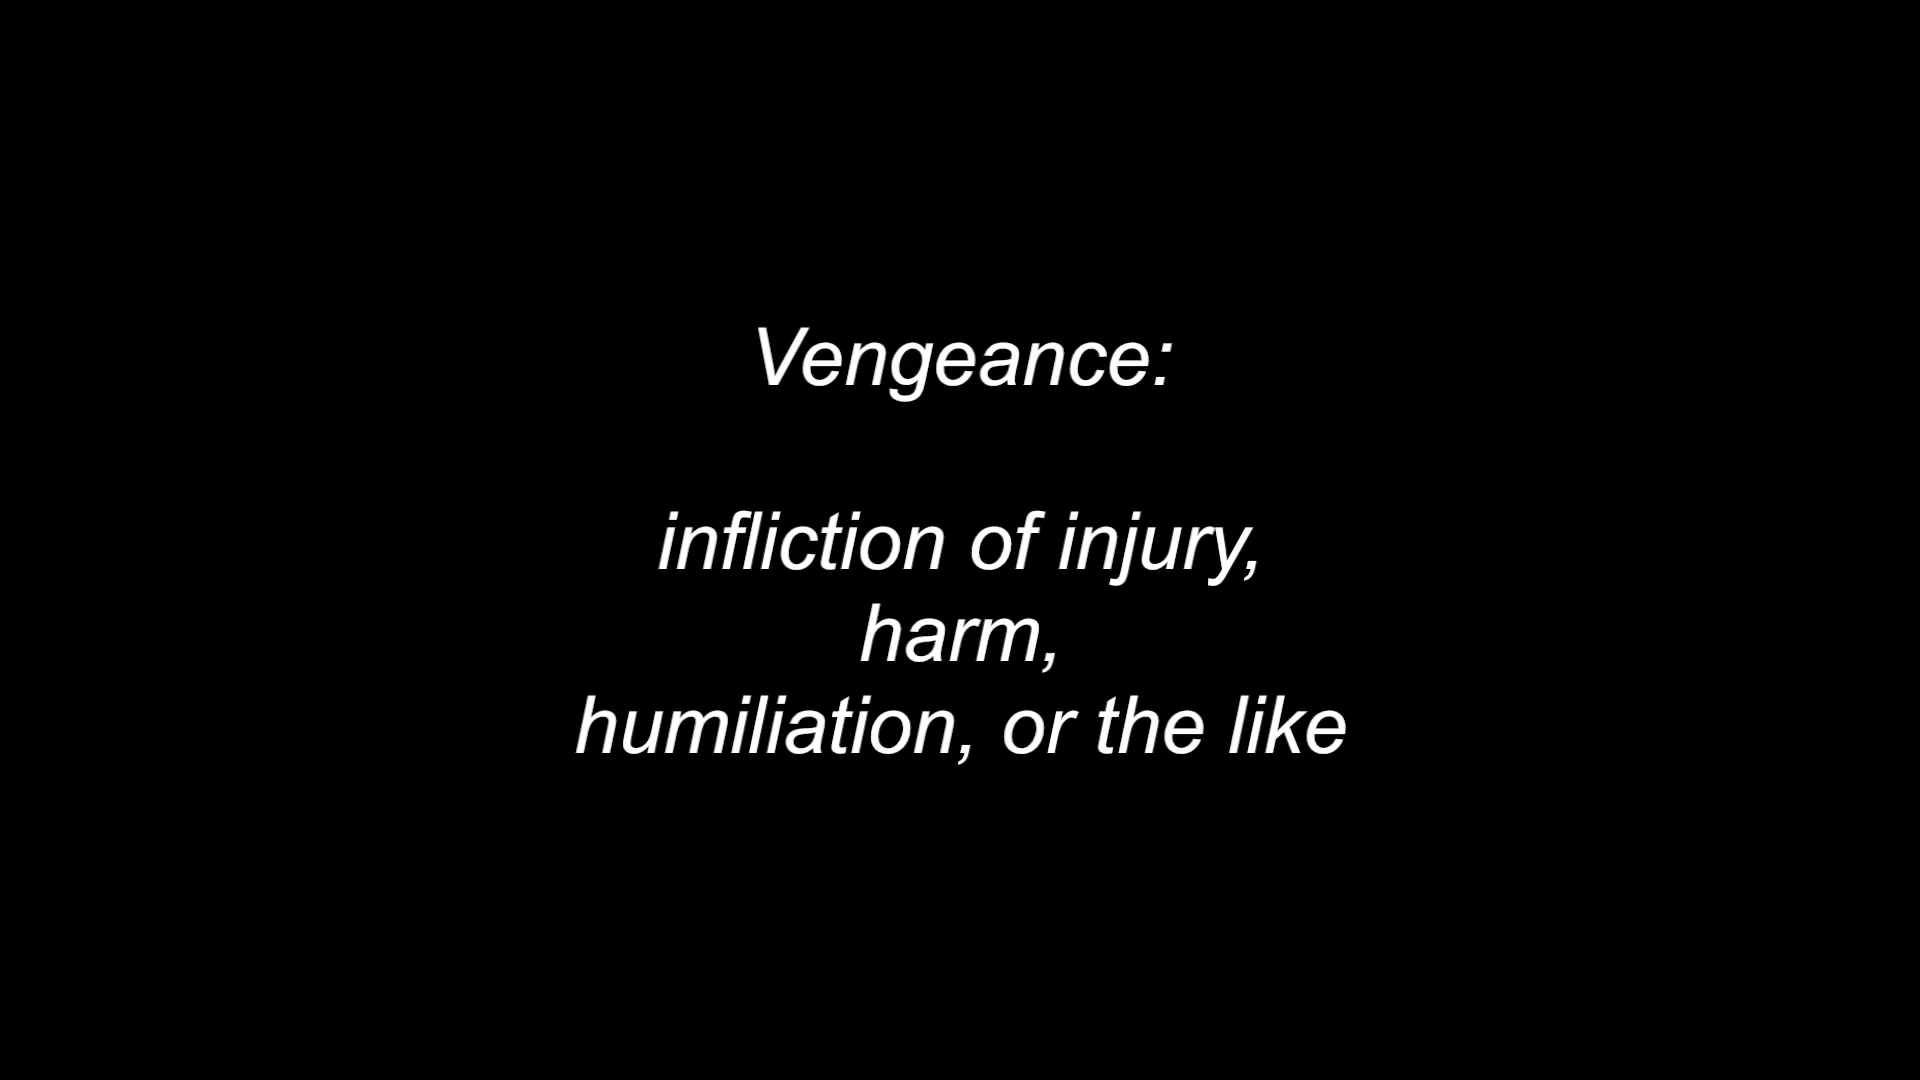 Vengeance:
infliction of injury,
harm,
humiliation, or the like